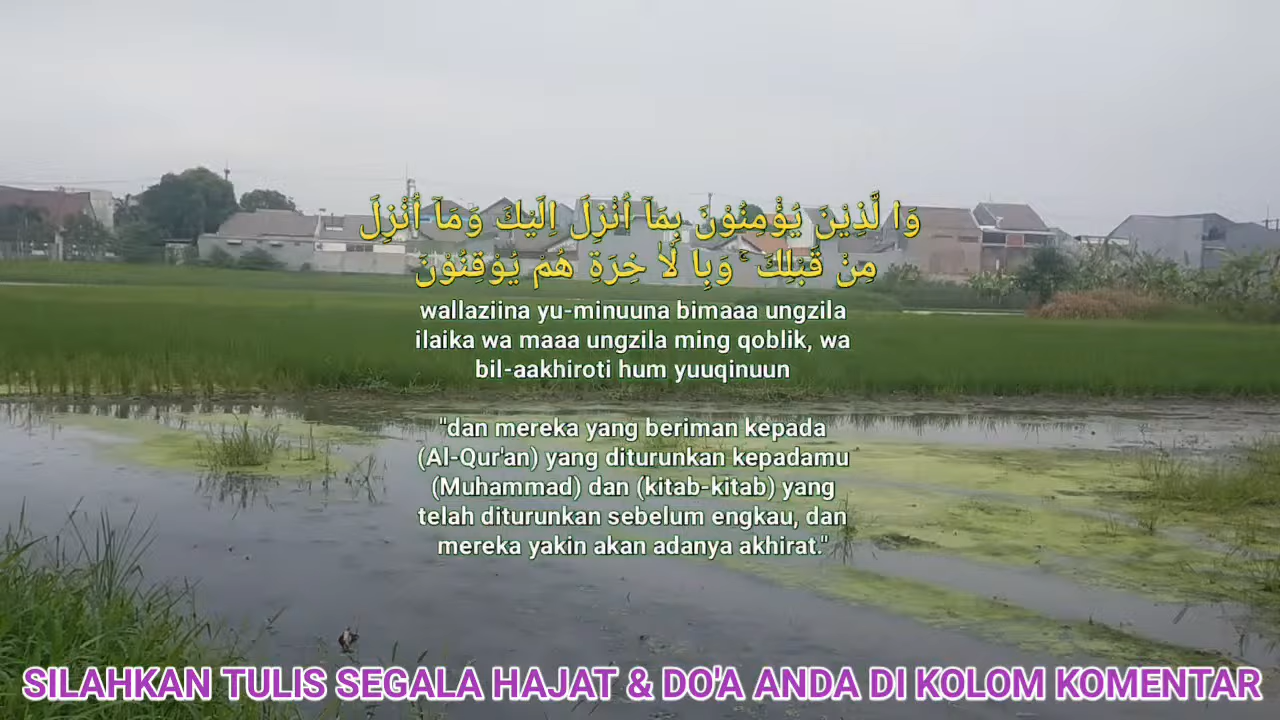 وَا لَّذِيْنَ يُؤْمِنُوْنَ بِمَاۤ اُنْزِلَ اِلَيْكَ وَمَاۤ اُنْزِلَ
مِنْ قَبْلِكَ ۚ وَبِا لْاٰ خِرَةِ هُمْ يُوْقِنُوْنَ
wallaziina yu-minuuna bimaaa ungzila
ilaika wa maaa ungzila ming qoblik, wa
bil-aakhiroti hum yuuqinuun
"dan mereka yang beriman kepada
(Al-Qur'an) yang diturunkan kepadamu
(Muhammad) dan (kitab-kitab) yang
telah diturunkan sebelum engkau, dan
mereka yakin akan adanya akhirat."
SILAHKAN TULIS SEGALA HAJAT & DO'A ANDA DI KOLOM KOMENTAR